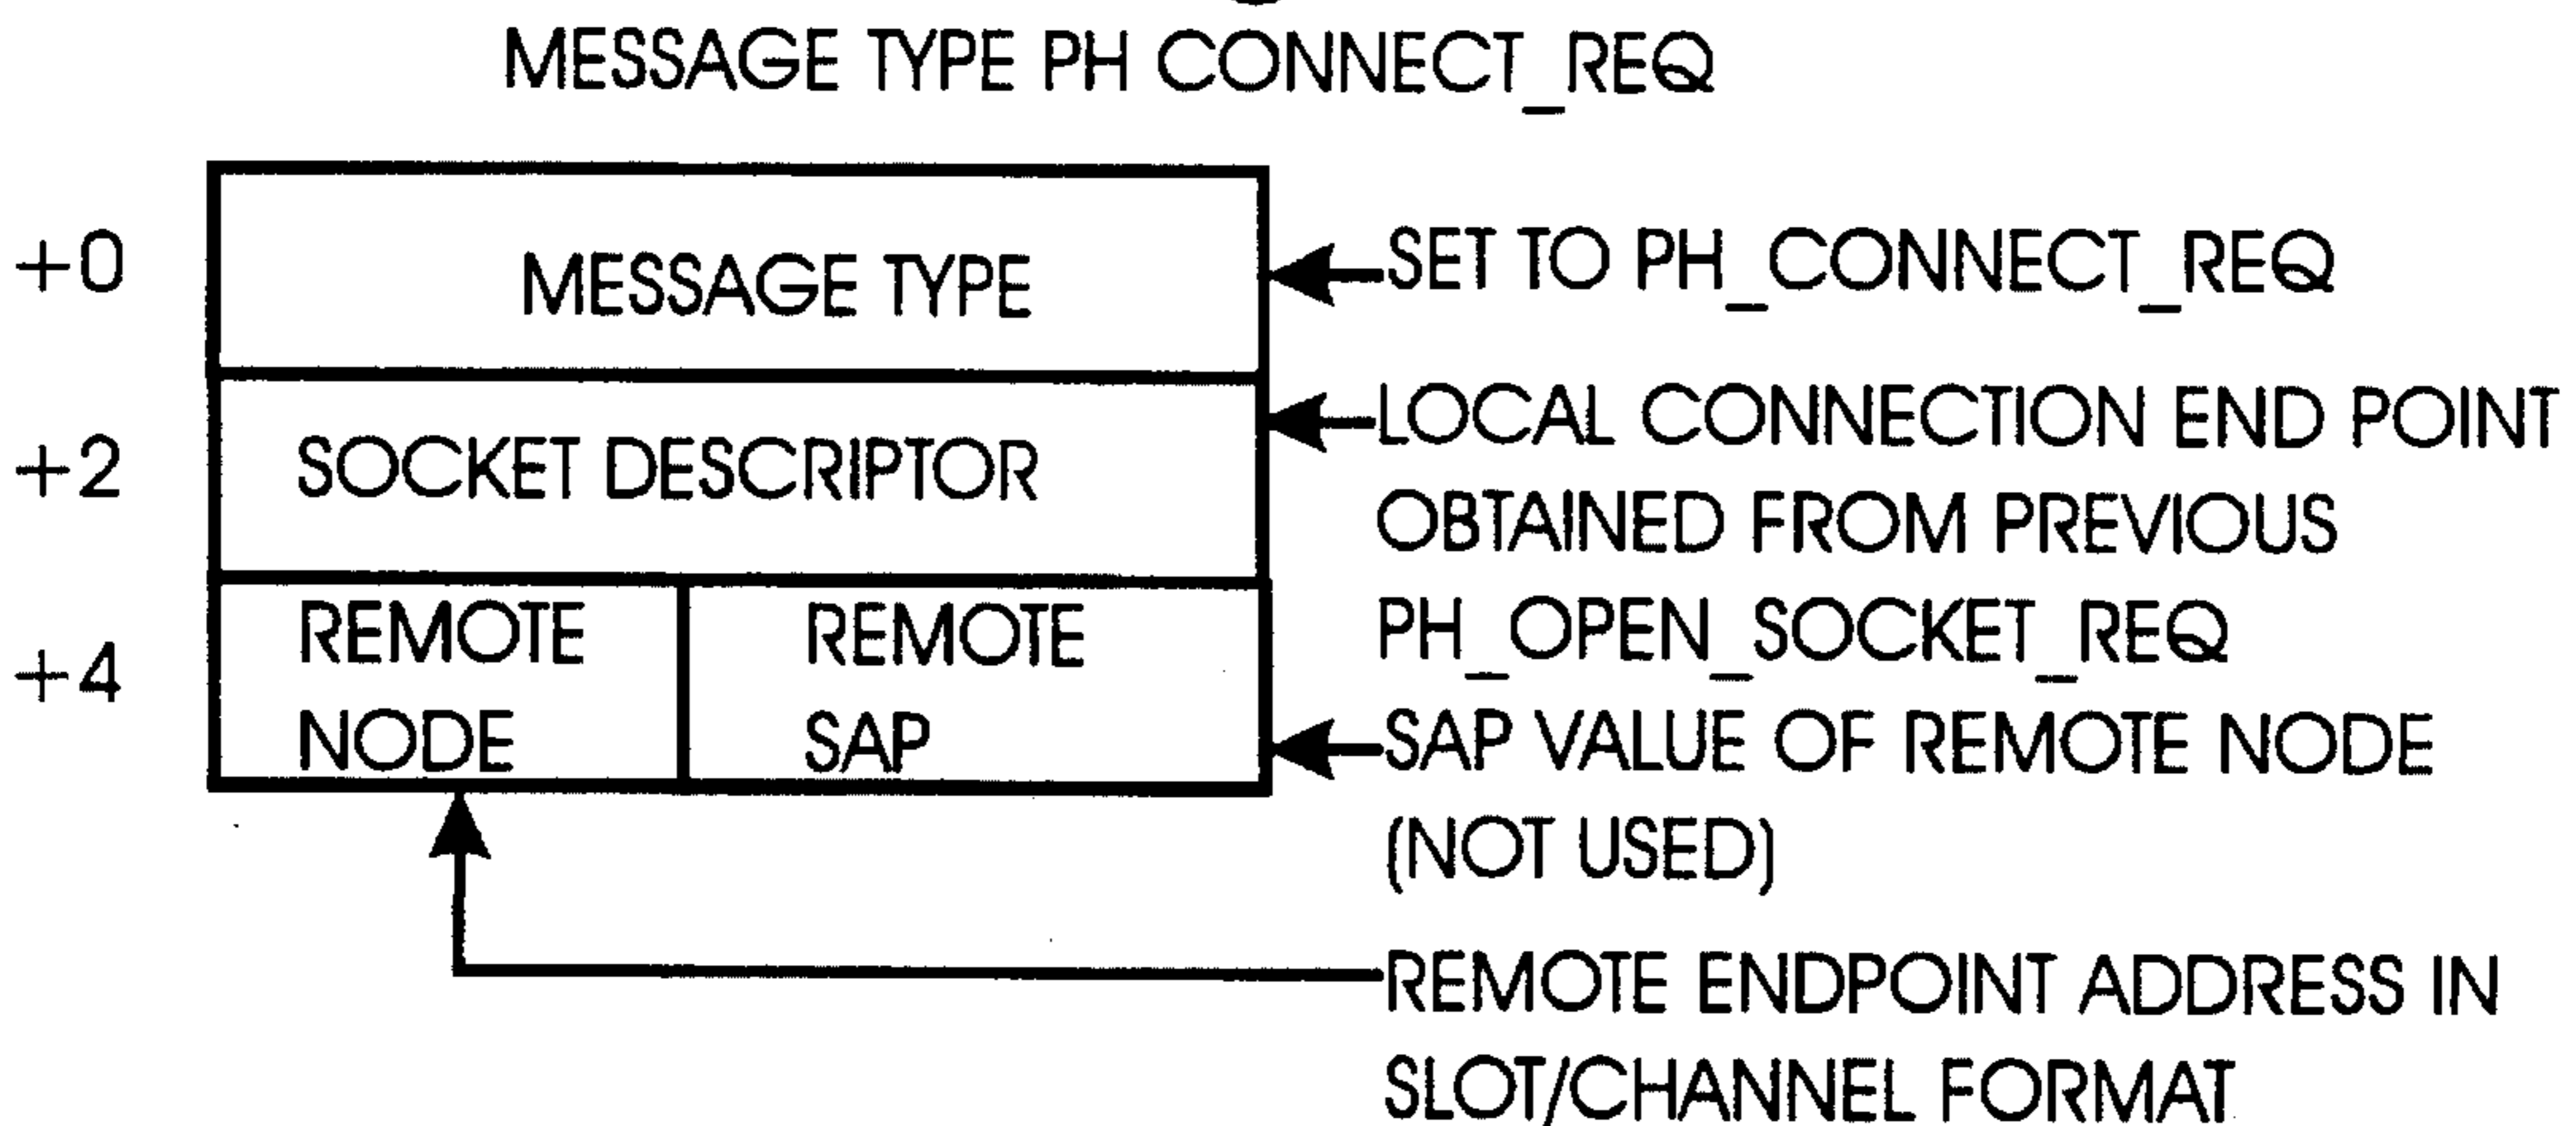 MESSAGE TYPE PH CONNECT_REQ
+0
MESSAGE TYPE
SET TO PH_CONNECT_REQ
+2
SOCKET DESCRIPTOR
LOCAL CONNECTION END POINT
OBTAINED FROM PREVIOUS
PH_OPEN_SOCKET_REQ
+4
REMOTE
NODE
REMOTE
SAP
SAP VALUE OF REMOTE NODE
(NOT USED)
REMOTE ENDPOINT ADDRESS IN
SLOT/CHANNEL FORMAT